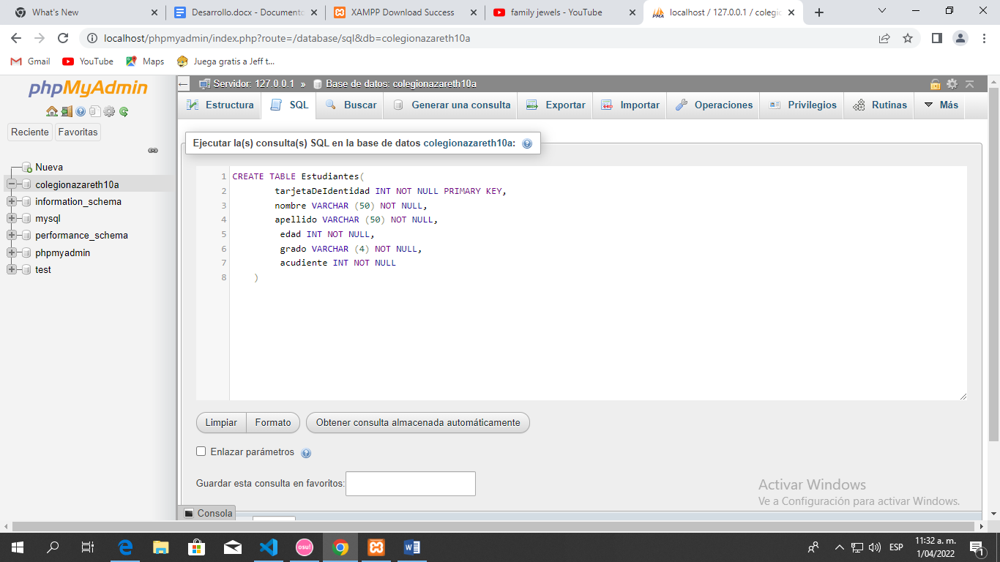 What's New
Desarrollo.docx - Documento
XAMPP Download Success
family jewels - YouTube
localhost / 127.0.0.1 / colegio
localhost/phpmyadmin/index.php?route=/database/sql&db=colegionazareth10a
Gmail
YouTube
Maps
Juega gratis a Jeff t...
phpMyAdmin
Reciente
Favoritas
Nueva
colegionazareth10a
information_schema
mysql
performance_schema
phpmyadmin
test
Servidor: 127.0.0.1 » Base de datos: colegionazareth10a
Estructura
SQL
Buscar
Generar una consulta
Exportar
Importar
Operaciones
Privilegios
Rutinas
Más
Ejecutar la(s) consulta(s) SQL en la base de datos colegionazareth10a:
1 CREATE TABLE Estudiantes(
2 tarjetaDeIdentidad INT NOT NULL PRIMARY KEY,
3 nombre VARCHAR (50) NOT NULL,
4 apellido VARCHAR (50) NOT NULL,
5 edad INT NOT NULL,
6 grado VARCHAR (4) NOT NULL,
7 acudiente INT NOT NULL
8 )
Limpiar
Formato
Obtener consulta almacenada automáticamente
Enlazar parámetros
Guardar esta consulta en favoritos:
Activar Windows
Ve a Configuración para activar Windows.
Consola
osu!
ESP
11:32 a. m.
1/04/2022
1